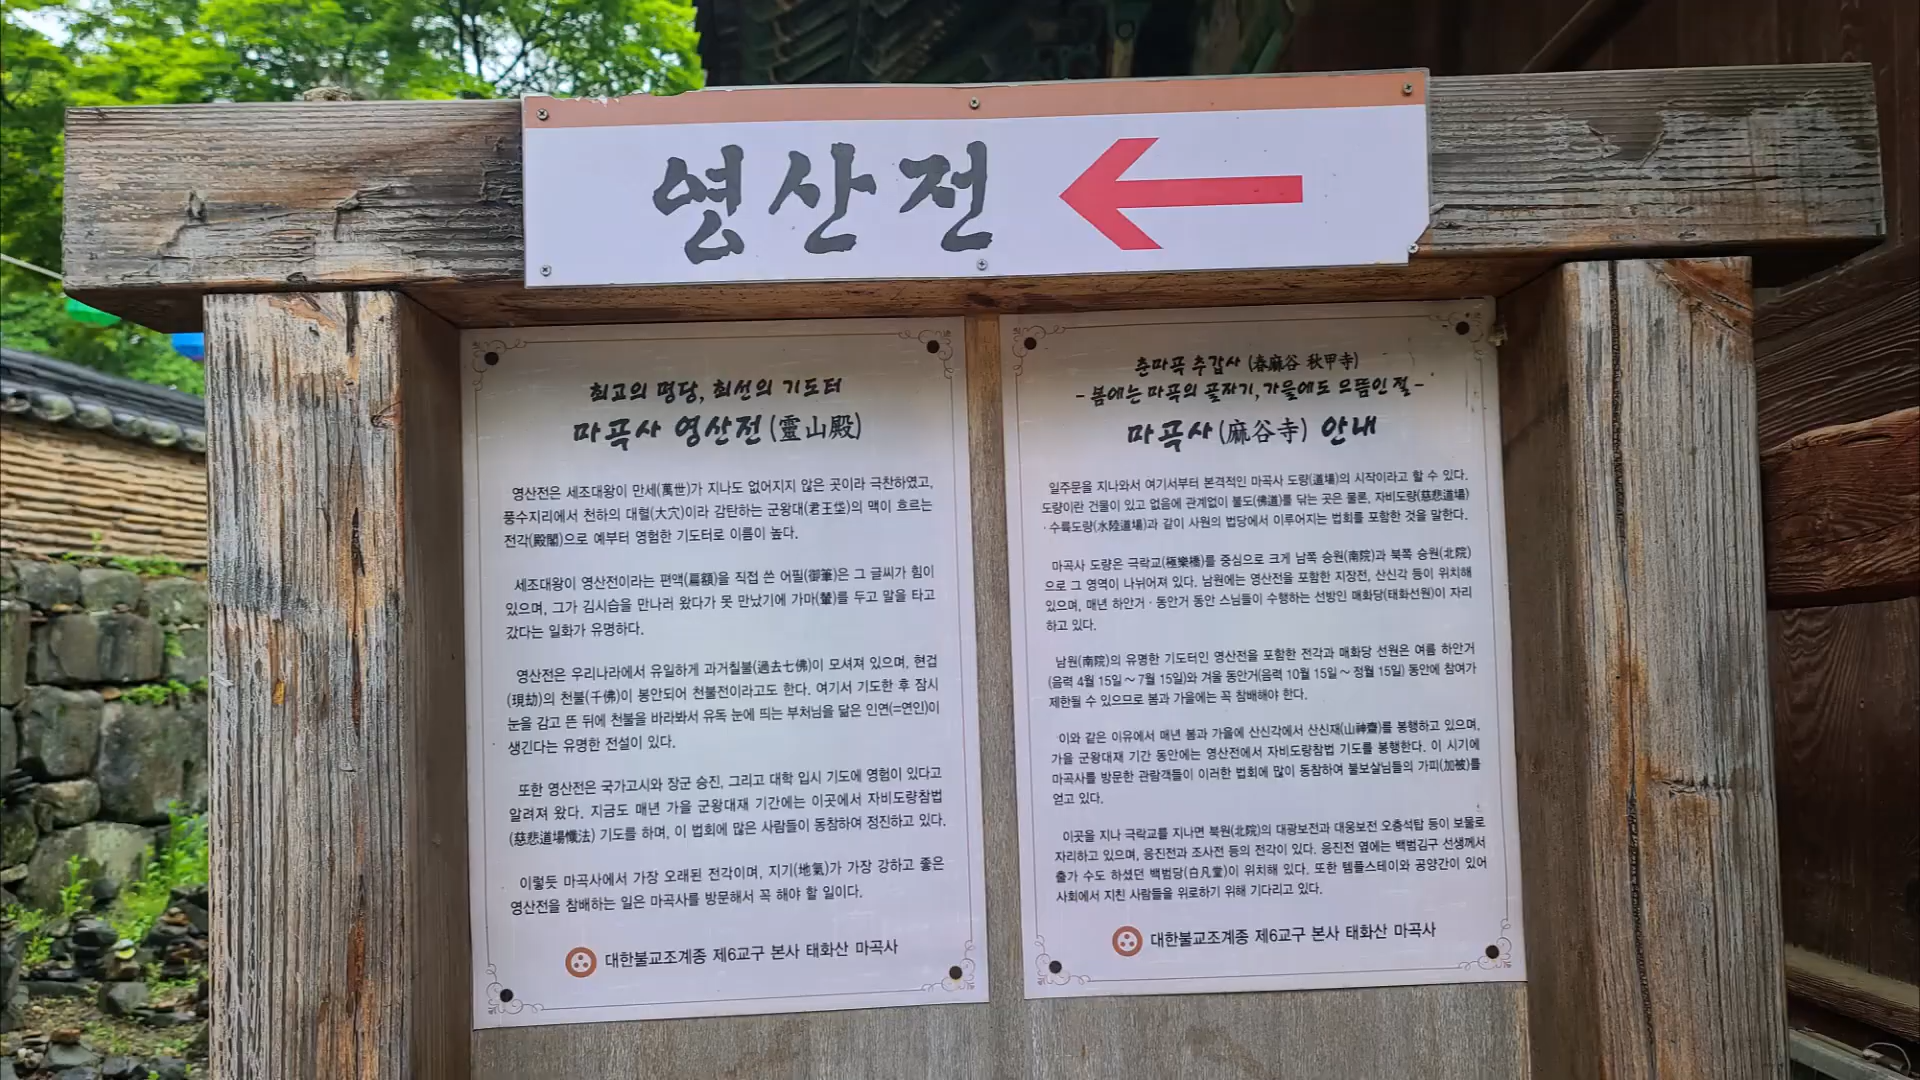 영산전
최고의 명당, 최선의 기도터
마곡사 영산전(靈山殿)
영산전은 세조대왕이 만세(萬世)가 지나도 없어지지 않은 곳이라 극찬하였고,
풍수지리에서 천하의 대혈(大穴)이라 감탄하는 군왕대(君王垈)의 맥이 흐르는
전각(殿閣)으로 예부터 영험한 기도터로 이름이 높다.
세조대왕이 영산전이라는 편액(扁額)을 직접 쓴 어필(御筆)은 그 글씨가 힘이
있으며, 그가 김시습을 만나러 왔다가 못 만났기에 가마(輦)를 두고 말을 타고
갔다는 일화가 유명하다.
영산전은 우리나라에서 유일하게 과거칠불(過去七佛)이 모셔져 있으며, 현겁
(現劫)의 천불(千佛)이 봉안되어 천불전이라고도 한다. 여기서 기도한 후 잠시
눈을 감고 뜬 뒤에 천불을 바라봐서 유독 눈에 띄는 부처님을 닮은 인연(=연인)이
생긴다는 유명한 전설이 있다.
또한 영산전은 국가고시와 장군 승진, 그리고 대학 입시 기도에 영험이 있다고
알려져 왔다. 지금도 매년 가을 군왕대재 기간에는 이곳에서 자비도량참법
(慈悲道場懺法) 기도를 하며, 이 법회에 많은 사람들이 동참하여 정진하고 있다.
이렇듯 마곡사에서 가장 오래된 전각이며, 지기(地氣)가 가장 강하고 좋은
영산전을 참배하는 일은 마곡사를 방문해서 꼭 해야 할 일이다.
대한불교조계종 제6교구 본사 태화산 마곡사
춘마곡 추갑사 (春麻谷 秋甲寺)
- 봄에는 마곡의 골짜기, 가을에도 으뜸인 절 -
마곡사(麻谷寺) 안내
일주문을 지나와서 여기서부터 본격적인 마곡사 도량(道場)의 시작이라고 할 수 있다.
도량이란 건물이 있고 없음에 관계없이 불도(佛道)를 닦는 곳은 물론, 자비도량(慈悲道場)
·수륙도량(水陸道場)과 같이 사원의 법당에서 이루어지는 법회를 포함한 것을 말한다.
마곡사 도량은 극락교(極樂橋)를 중심으로 크게 남쪽 승원(南院)과 북쪽 승원(北院)
으로 그 영역이 나뉘어져 있다. 남원에는 영산전을 포함한 지장전, 산신각 등이 위치해
있으며, 매년 하안거·동안거 동안 스님들이 수행하는 선방인 매화당(태화선원)이 자리
하고 있다.
남원(南院)의 유명한 기도터인 영산전을 포함한 전각과 매화당 선원은 여름 하안거
(음력 4월 15일 ~ 7월 15일)와 겨울 동안거(음력 10월 15일 ~ 정월 15일) 동안에 참여가
제한될 수 있으므로 봄과 가을에는 꼭 참배해야 한다.
이와 같은 이유에서 매년 봄과 가을에 산신각에서 산신재(山神齋)를 봉행하고 있으며,
가을 군왕대재 기간 동안에는 영산전에서 자비도량참법 기도를 봉행한다. 이 시기에
마곡사를 방문한 관람객들이 이러한 법회에 많이 동참하여 불보살님들의 가피(加被)를
얻고 있다.
이곳을 지나 극락교를 지나면 북원(北院)의 대광보전과 대웅보전 오층석탑 등이 보물로
자리하고 있으며, 응진전과 조사전 등의 전각이 있다. 응진전 옆에는 백범김구 선생께서
출가 수도 하셨던 백범당(白凡堂)이 위치해 있다. 또한 템플스테이와 공양간이 있어
사회에서 지친 사람들을 위로하기 위해 기다리고 있다.
대한불교조계종 제6교구 본사 태화산 마곡사